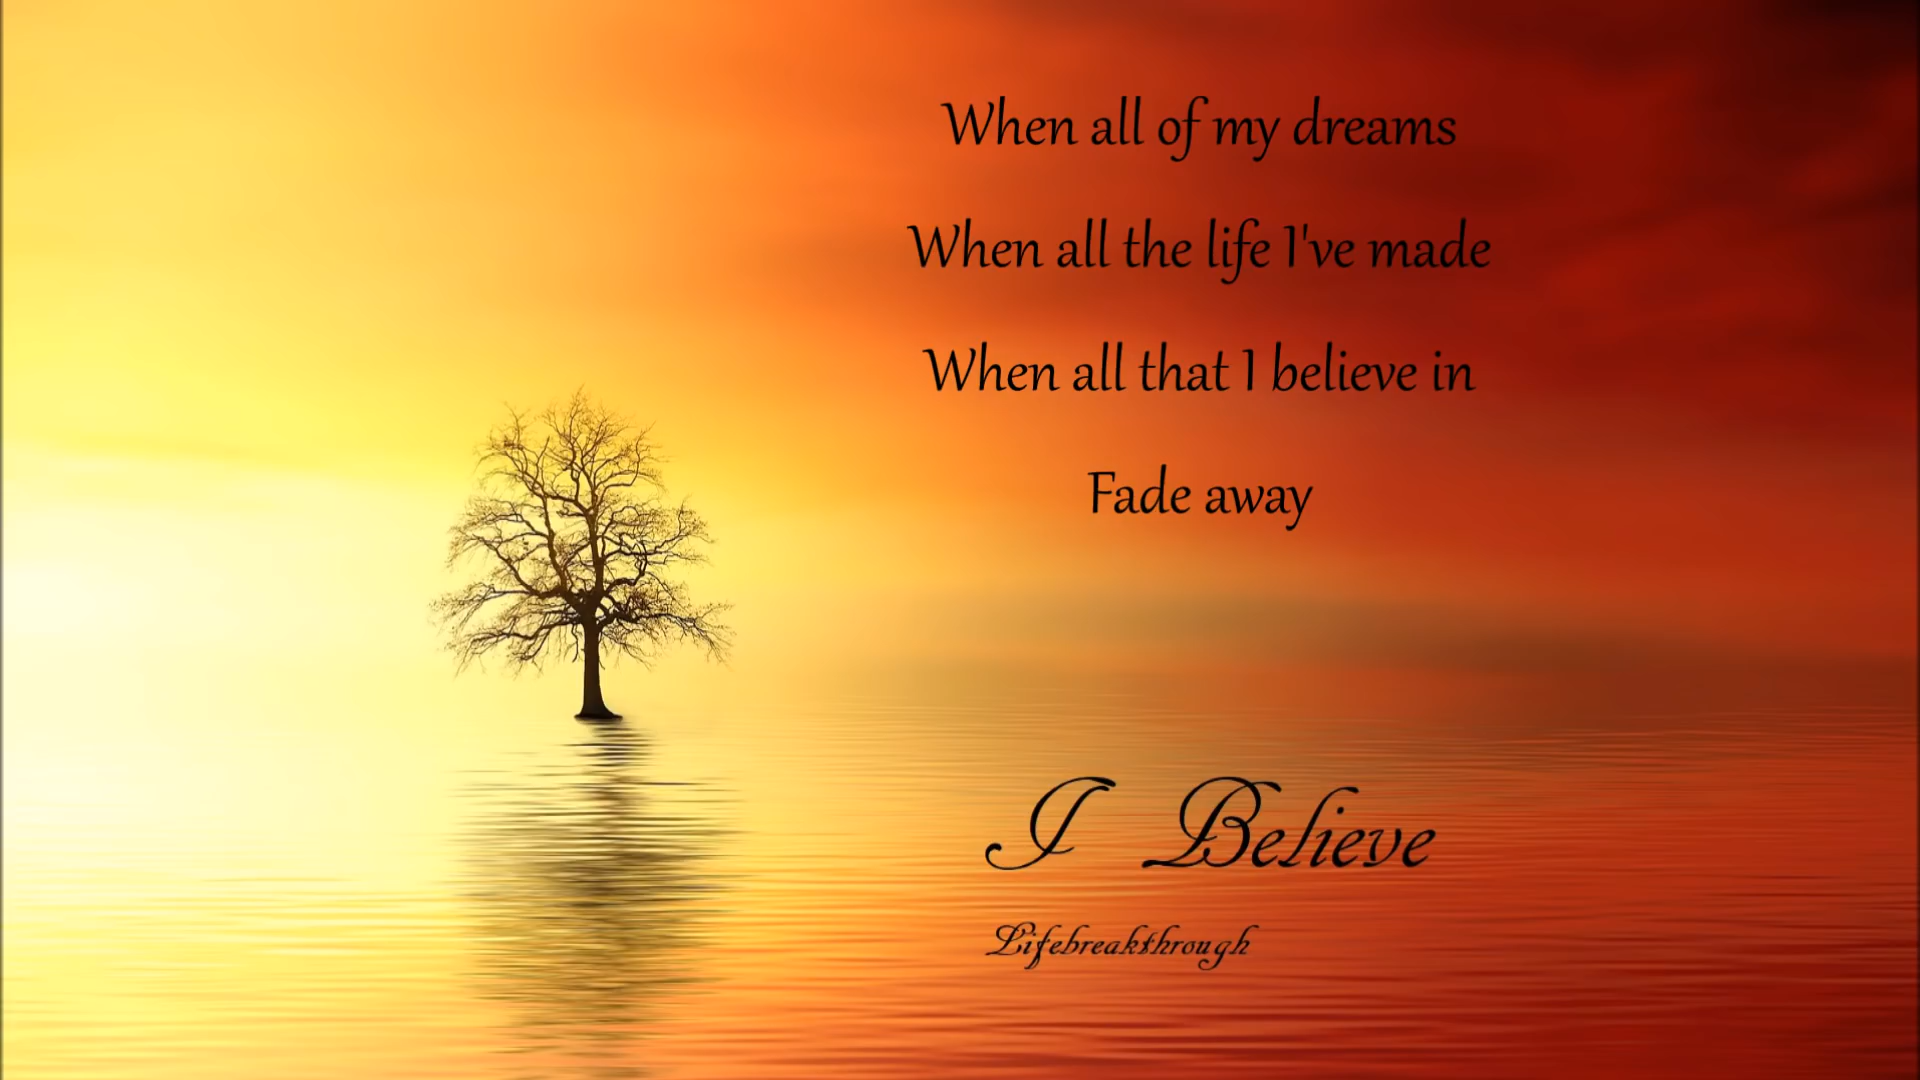 When all of my dreams
When all the life I've made
When all that I believe in
Fade away
I Believe
Lifebreakthrough